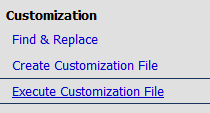 Customization
Find & Replace
Create Customization File
Execute Customization File